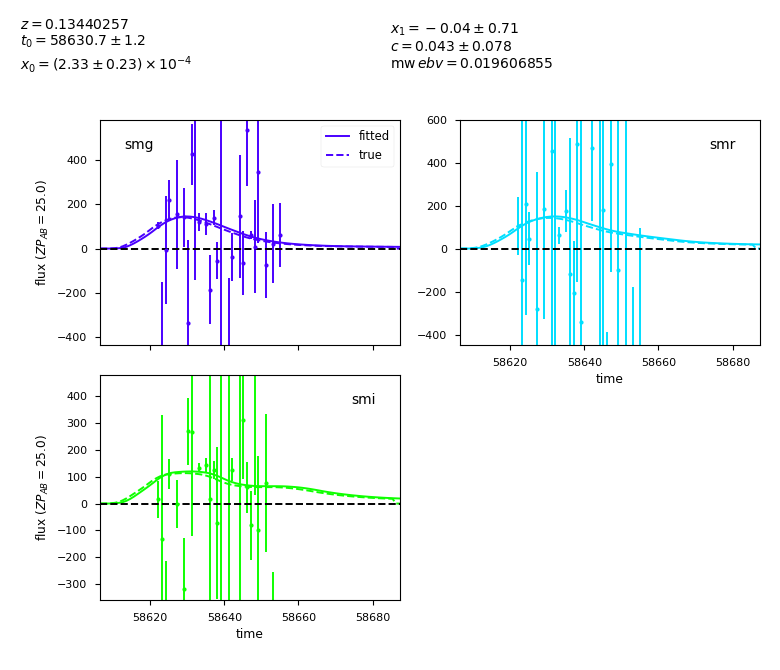 z = 0.13440257
t₀ = 58630.7 ± 1.2
x₀ = (2.33 ± 0.23) × 10⁻⁴
x₁ = −0.04 ± 0.71
c = 0.043 ± 0.078
mw ebv = 0.019606855
smg
fitted
true
400
200
0
−200
−400
flux (ZP_AB = 25.0)
smr
600
400
200
0
−200
−400
58620
58640
58660
58680
time
smi
400
300
200
100
0
−100
−200
−300
flux (ZP_AB = 25.0)
58620
58640
58660
58680
time